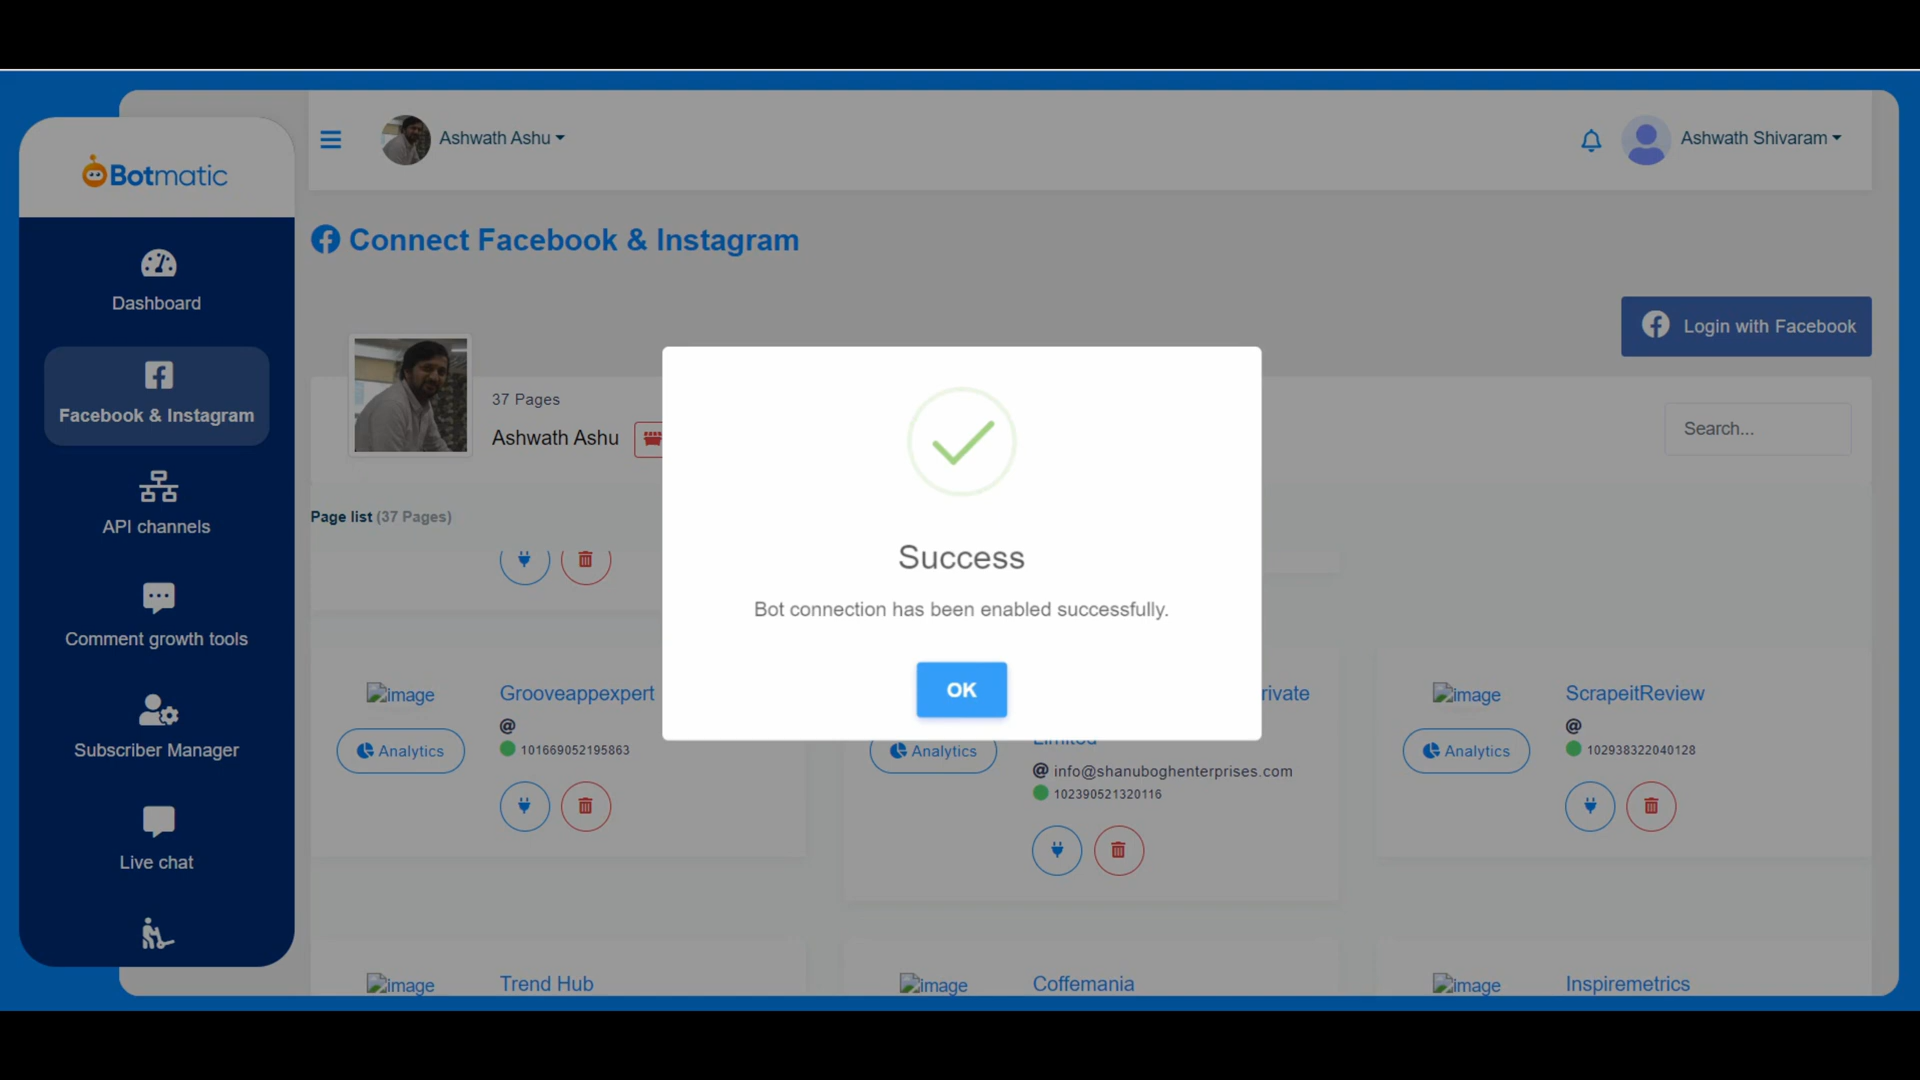 Botmatic
Ashwath Ashu
Ashwath Shivaram
Connect Facebook & Instagram
Login with Facebook
Dashboard
Facebook & Instagram
API channels
Comment growth tools
Subscriber Manager
Live chat
37 Pages
Ashwath Ashu
Search...
Page list (37 Pages)
Success
Bot connection has been enabled successfully.
OK
image
Grooveappexpert
@
101669052195863
Analytics
rivate
Limited
@ info@shanuboghenterprises.com
102390521320116
Analytics
image
ScrapeitReview
@
102938322040128
Analytics
image
Trend Hub
image
Coffemania
image
Inspiremetrics